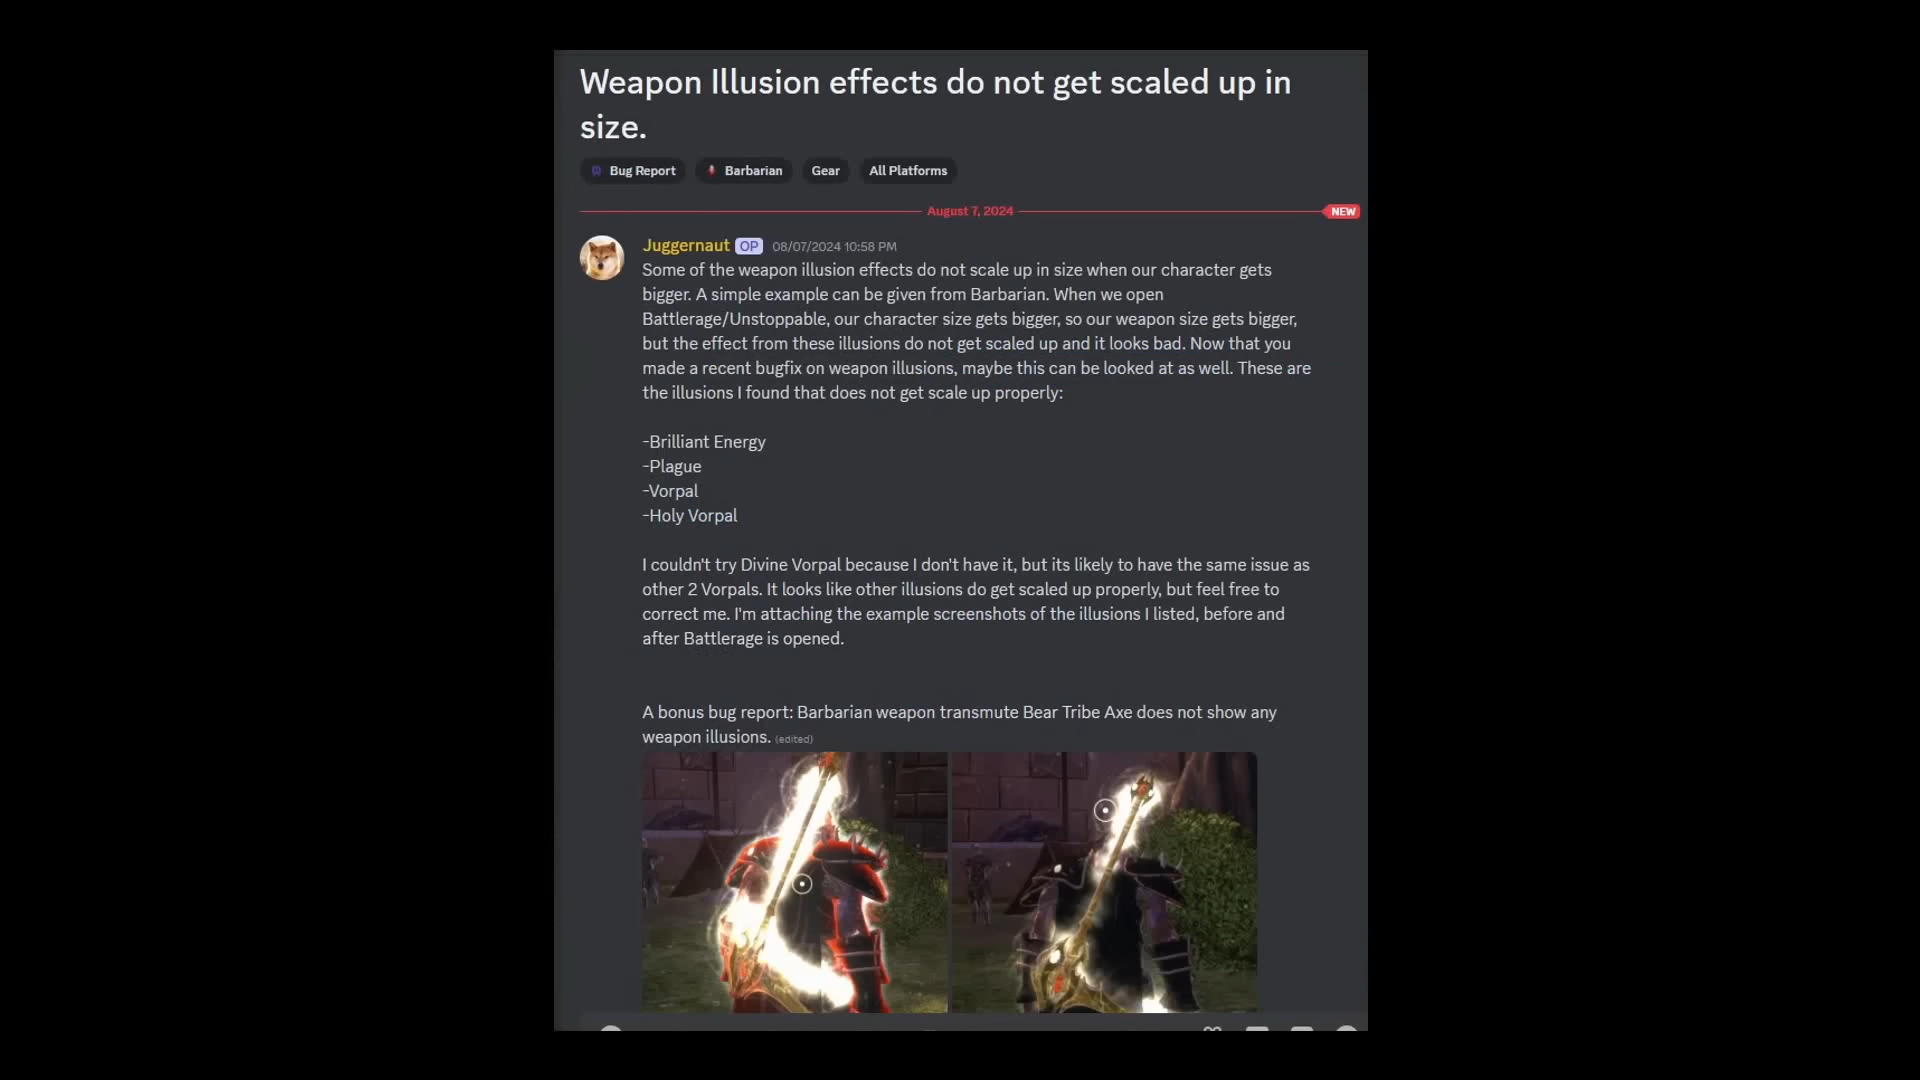 Weapon Illusion effects do not get scaled up in
size.
Bug Report Barbarian Gear All Platforms
August 7, 2024 NEW
Juggernaut OP 08/07/2024 10:58 PM
Some of the weapon illusion effects do not scale up in size when our character gets
bigger. A simple example can be given from Barbarian. When we open
Battlerage/Unstoppable, our character size gets bigger, so our weapon size gets bigger,
but the effect from these illusions do not get scaled up and it looks bad. Now that you
made a recent bugfix on weapon illusions, maybe this can be looked at as well. These are
the illusions I found that does not get scale up properly:
-Brilliant Energy
-Plague
-Vorpal
-Holy Vorpal
I couldn't try Divine Vorpal because I don't have it, but its likely to have the same issue as
other 2 Vorpals. It looks like other illusions do get scaled up properly, but feel free to
correct me. I'm attaching the example screenshots of the illusions I listed, before and
after Battlerage is opened.
A bonus bug report: Barbarian weapon transmute Bear Tribe Axe does not show any
weapon illusions. (edited)